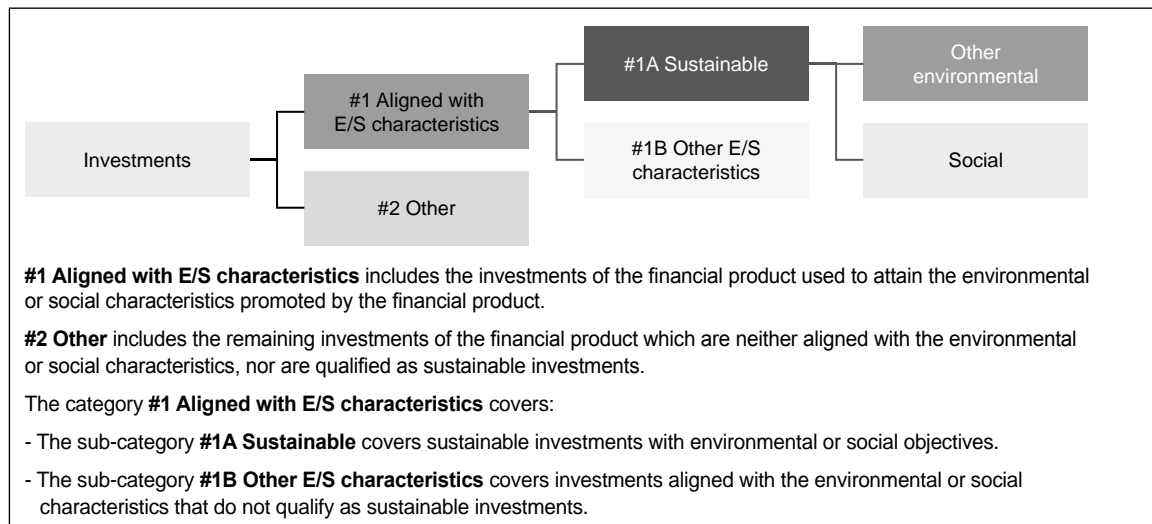 Investments
#1 Aligned with
E/S characteristics
#2 Other
#1A Sustainable
#1B Other E/S
characteristics
Other
environmental
Social
#1 Aligned with E/S characteristics includes the investments of the financial product used to attain the environmental
or social characteristics promoted by the financial product.
#2 Other includes the remaining investments of the financial product which are neither aligned with the environmental
or social characteristics, nor are qualified as sustainable investments.
The category #1 Aligned with E/S characteristics covers:
- The sub-category #1A Sustainable covers sustainable investments with environmental or social objectives.
- The sub-category #1B Other E/S characteristics covers investments aligned with the environmental or social
characteristics that do not qualify as sustainable investments.